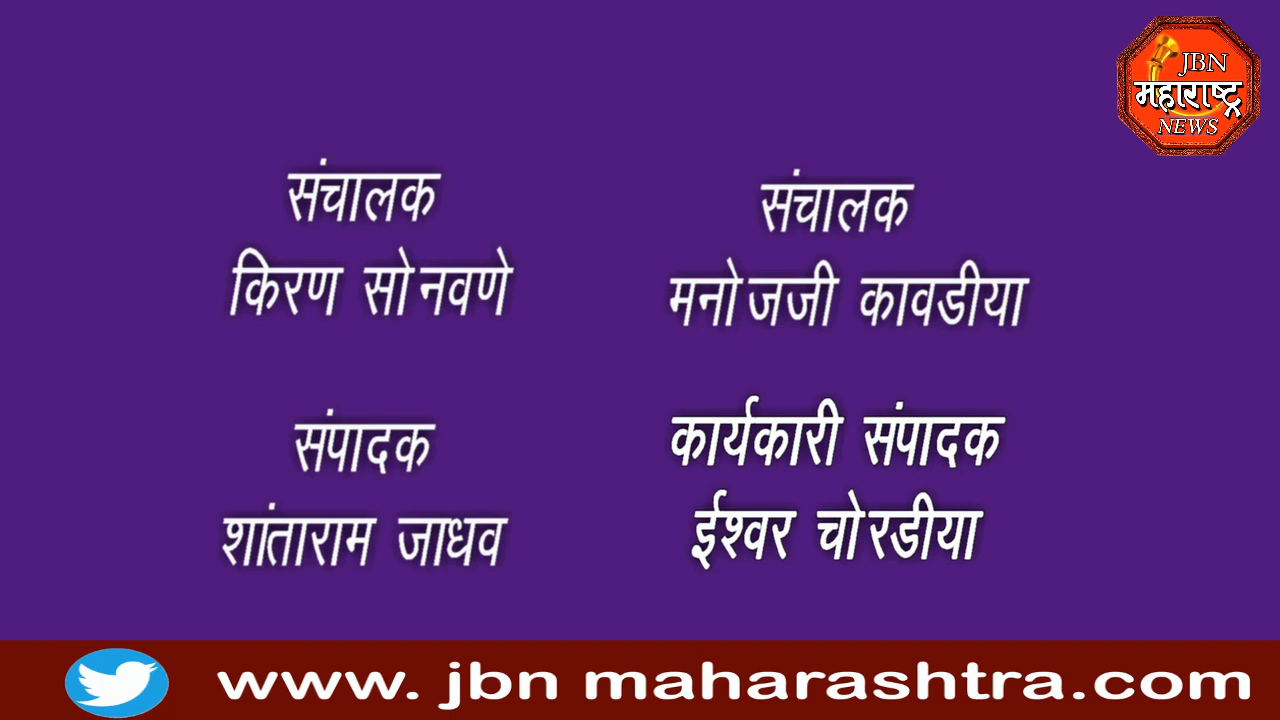 JBN
महाराष्ट्र
NEWS
संचालक
किरण सोनवणे
संचालक
मनोजजी कावडीया
संपादक
शांताराम जाधव
कार्यकारी संपादक
ईश्वर चोरडीया
www. jbn maharashtra.com